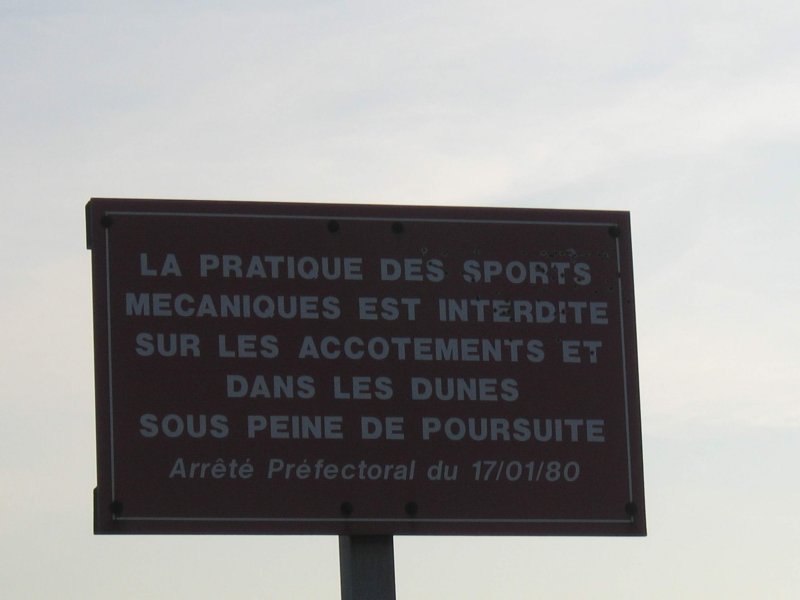 LA PRATIQUE DES SPORTS
MECANIQUES EST INTERDITE
SUR LES ACCOTEMENTS ET
DANS LES DUNES
SOUS PEINE DE POURSUITE
Arrêté Préfectoral du 17/01/80